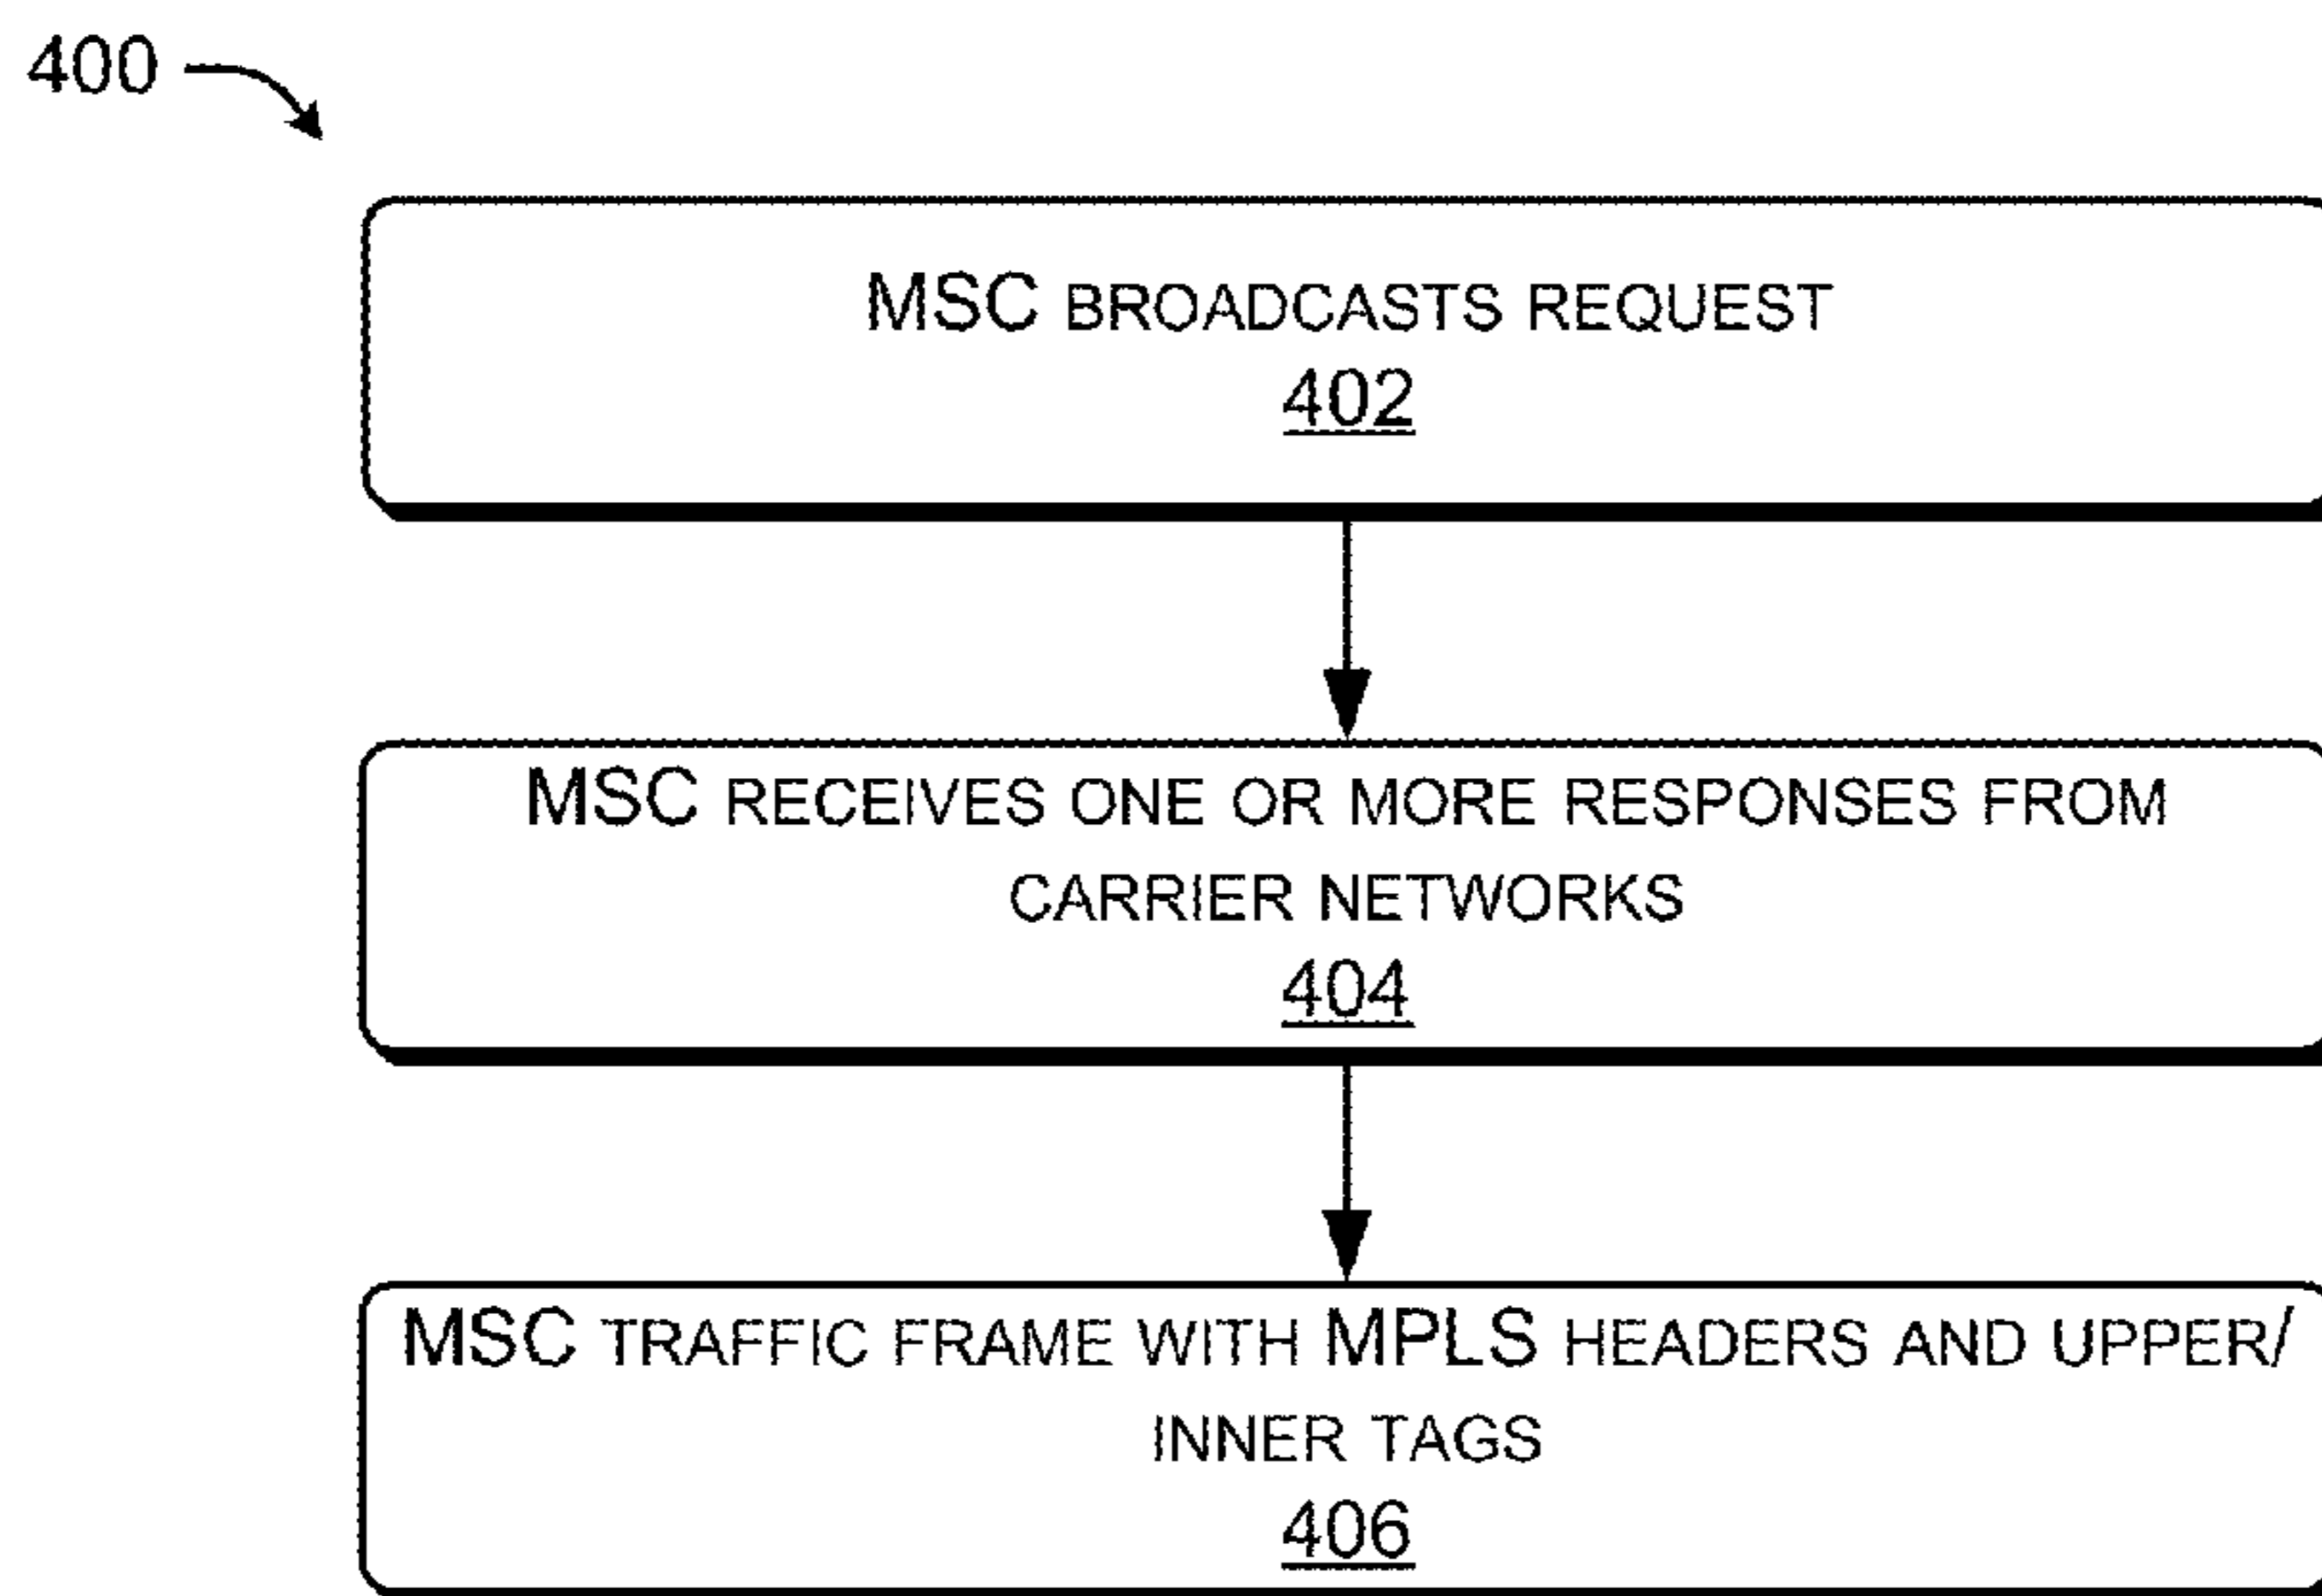 400
MSC BROADCASTS REQUEST
402
MSC RECEIVES ONE OR MORE RESPONSES FROM
CARRIER NETWORKS
404
MSC TRAFFIC FRAME WITH MPLS HEADERS AND UPPER/
INNER TAGS
406